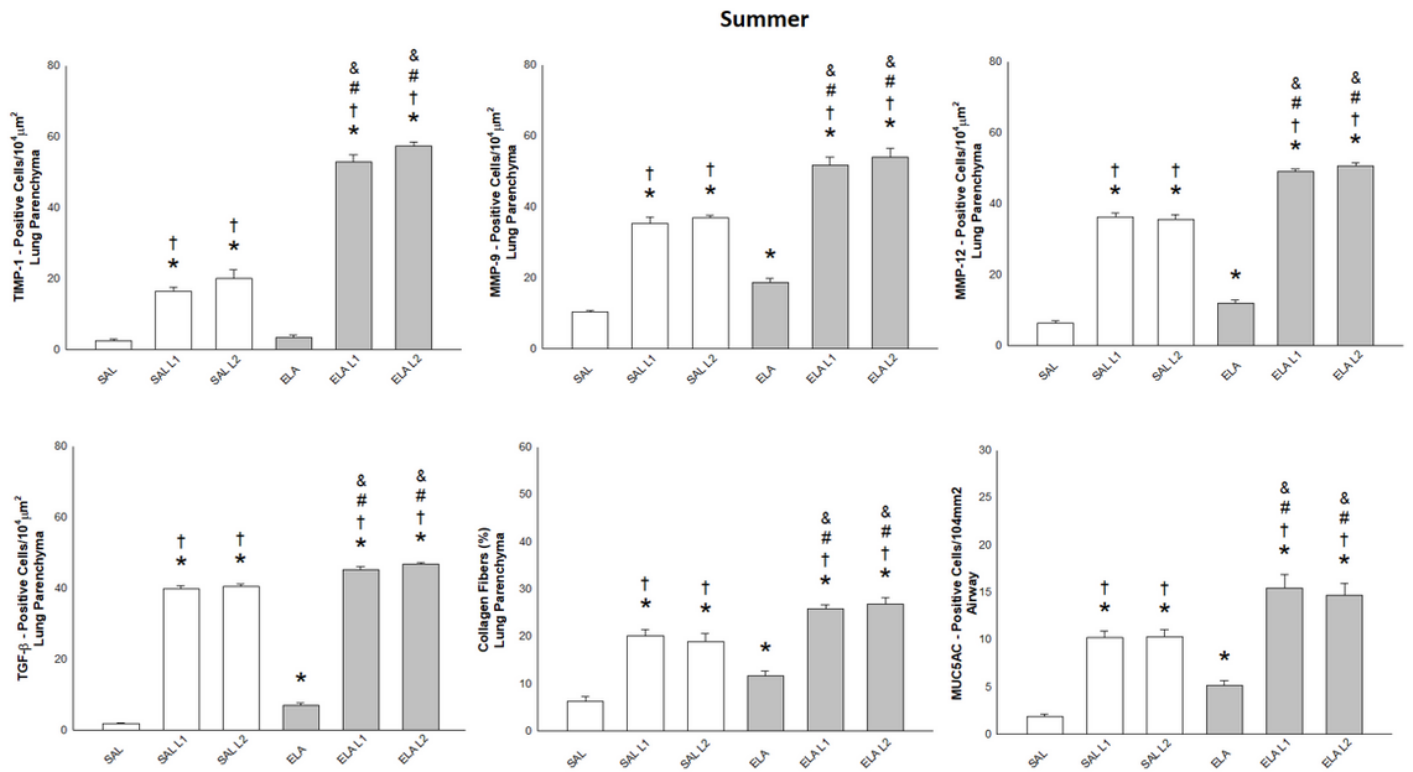 Summer
TIMP-1 - Positive Cells/10⁴μm²
Lung Parenchyma
80
60
40
20
0
&
#
†
*
&
#
†
*
†
*
†
*
SAL
SAL L1
SAL L2
ELA
ELA L1
ELA L2
MMP-9 - Positive Cells/10⁴μm²
Lung Parenchyma
80
60
40
20
0
&
#
†
*
&
#
†
*
†
*
†
*
*
SAL
SAL L1
SAL L2
ELA
ELA L1
ELA L2
MMP-12 - Positive Cells/10⁴μm²
Lung Parenchyma
80
60
40
20
0
&
#
†
*
&
#
†
*
†
*
†
*
*
SAL
SAL L1
SAL L2
ELA
ELA L1
ELA L2
TGF-β - Positive Cells/10⁴μm²
Lung Parenchyma
80
60
40
20
0
&
#
†
*
&
#
†
*
†
*
†
*
*
SAL
SAL L1
SAL L2
ELA
ELA L1
ELA L2
Collagen Fibers (%)
Lung Parenchyma
60
50
40
30
20
10
0
&
#
†
*
&
#
†
*
†
*
†
*
*
SAL
SAL L1
SAL L2
ELA
ELA L1
ELA L2
MUC5AC - Positive Cells/104mm2
Airway
30
25
20
15
10
5
0
&
#
†
*
&
#
†
*
†
*
†
*
*
SAL
SAL L1
SAL L2
ELA
ELA L1
ELA L2